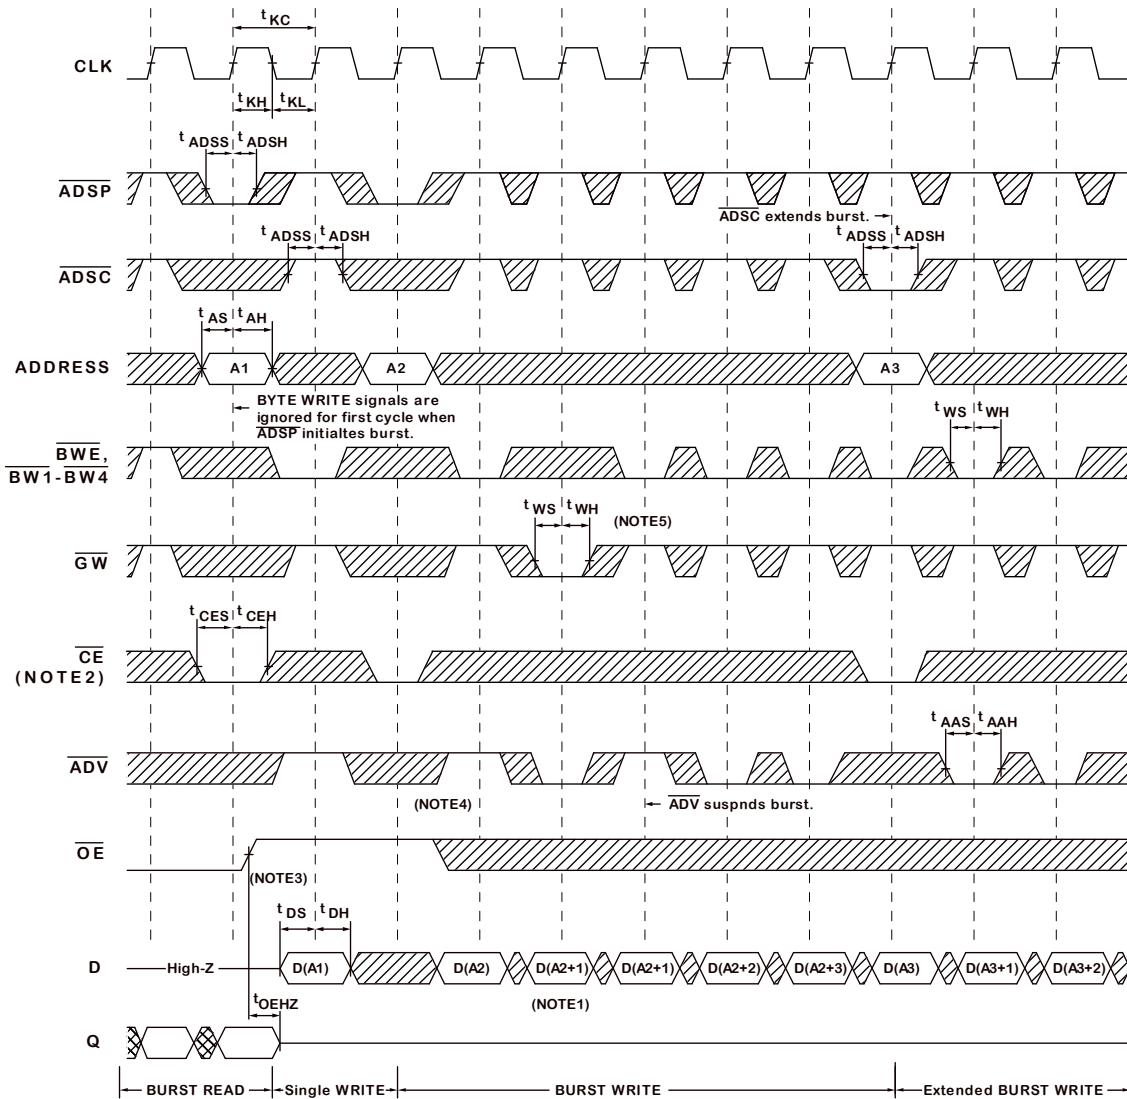 t KC
CLK
t KH t KL
t ADSS t ADSH
ADSP
ADSC extends burst.
t ADSS t ADSH t ADSS t ADSH
ADSC
t AS t AH
ADDRESS A1 A2 A3
BYTE WRITE signals are
ignored for first cycle when
ADSP initialtes burst.
t WS t WH
BWE,
BW1-BW4
t WS t WH (NOTE5)
GW
t CES t CEH
CE
(NOTE2)
t AAS t AAH
ADV
(NOTE4) ADV suspnds burst.
OE
(NOTE3)
t DS t DH
D High-Z D(A1) D(A2) D(A2+1) D(A2+1) D(A2+2) D(A2+3) D(A3) D(A3+1) D(A3+2)
(NOTE1)
tOEHZ
Q
BURST READ Single WRITE BURST WRITE Extended BURST WRITE